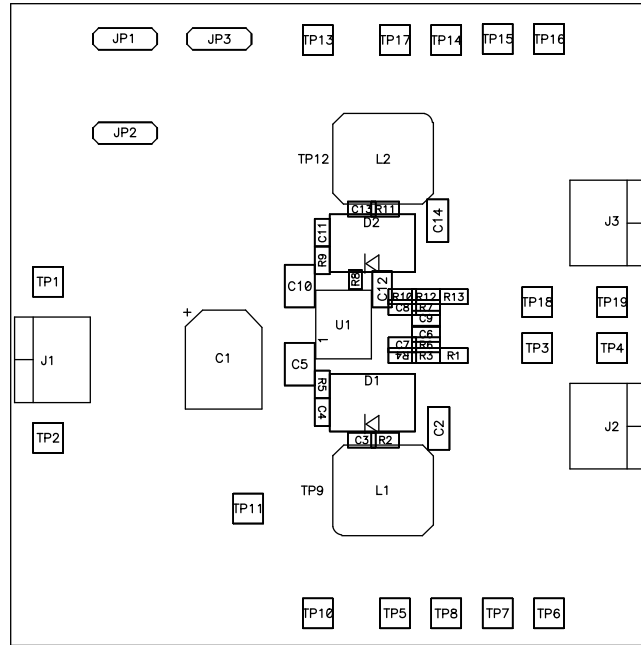 JP1 JP3 TP13 TP17 TP14 TP15 TP16
JP2
TP12 L2
C13 R11
C14
D2
C11
J3
R9
TP1
C10
R8
C12
R10 R12 R13
C8 R7
TP18 TP19
+
C9
U1
C6
1
J1
C1
C7 R6
TP3 TP4
R4 R3 R1
C5
R5
D1
C4
C2
J2
TP2
C3 R2
TP9 L1
TP11
TP10 TP5 TP8 TP7 TP6